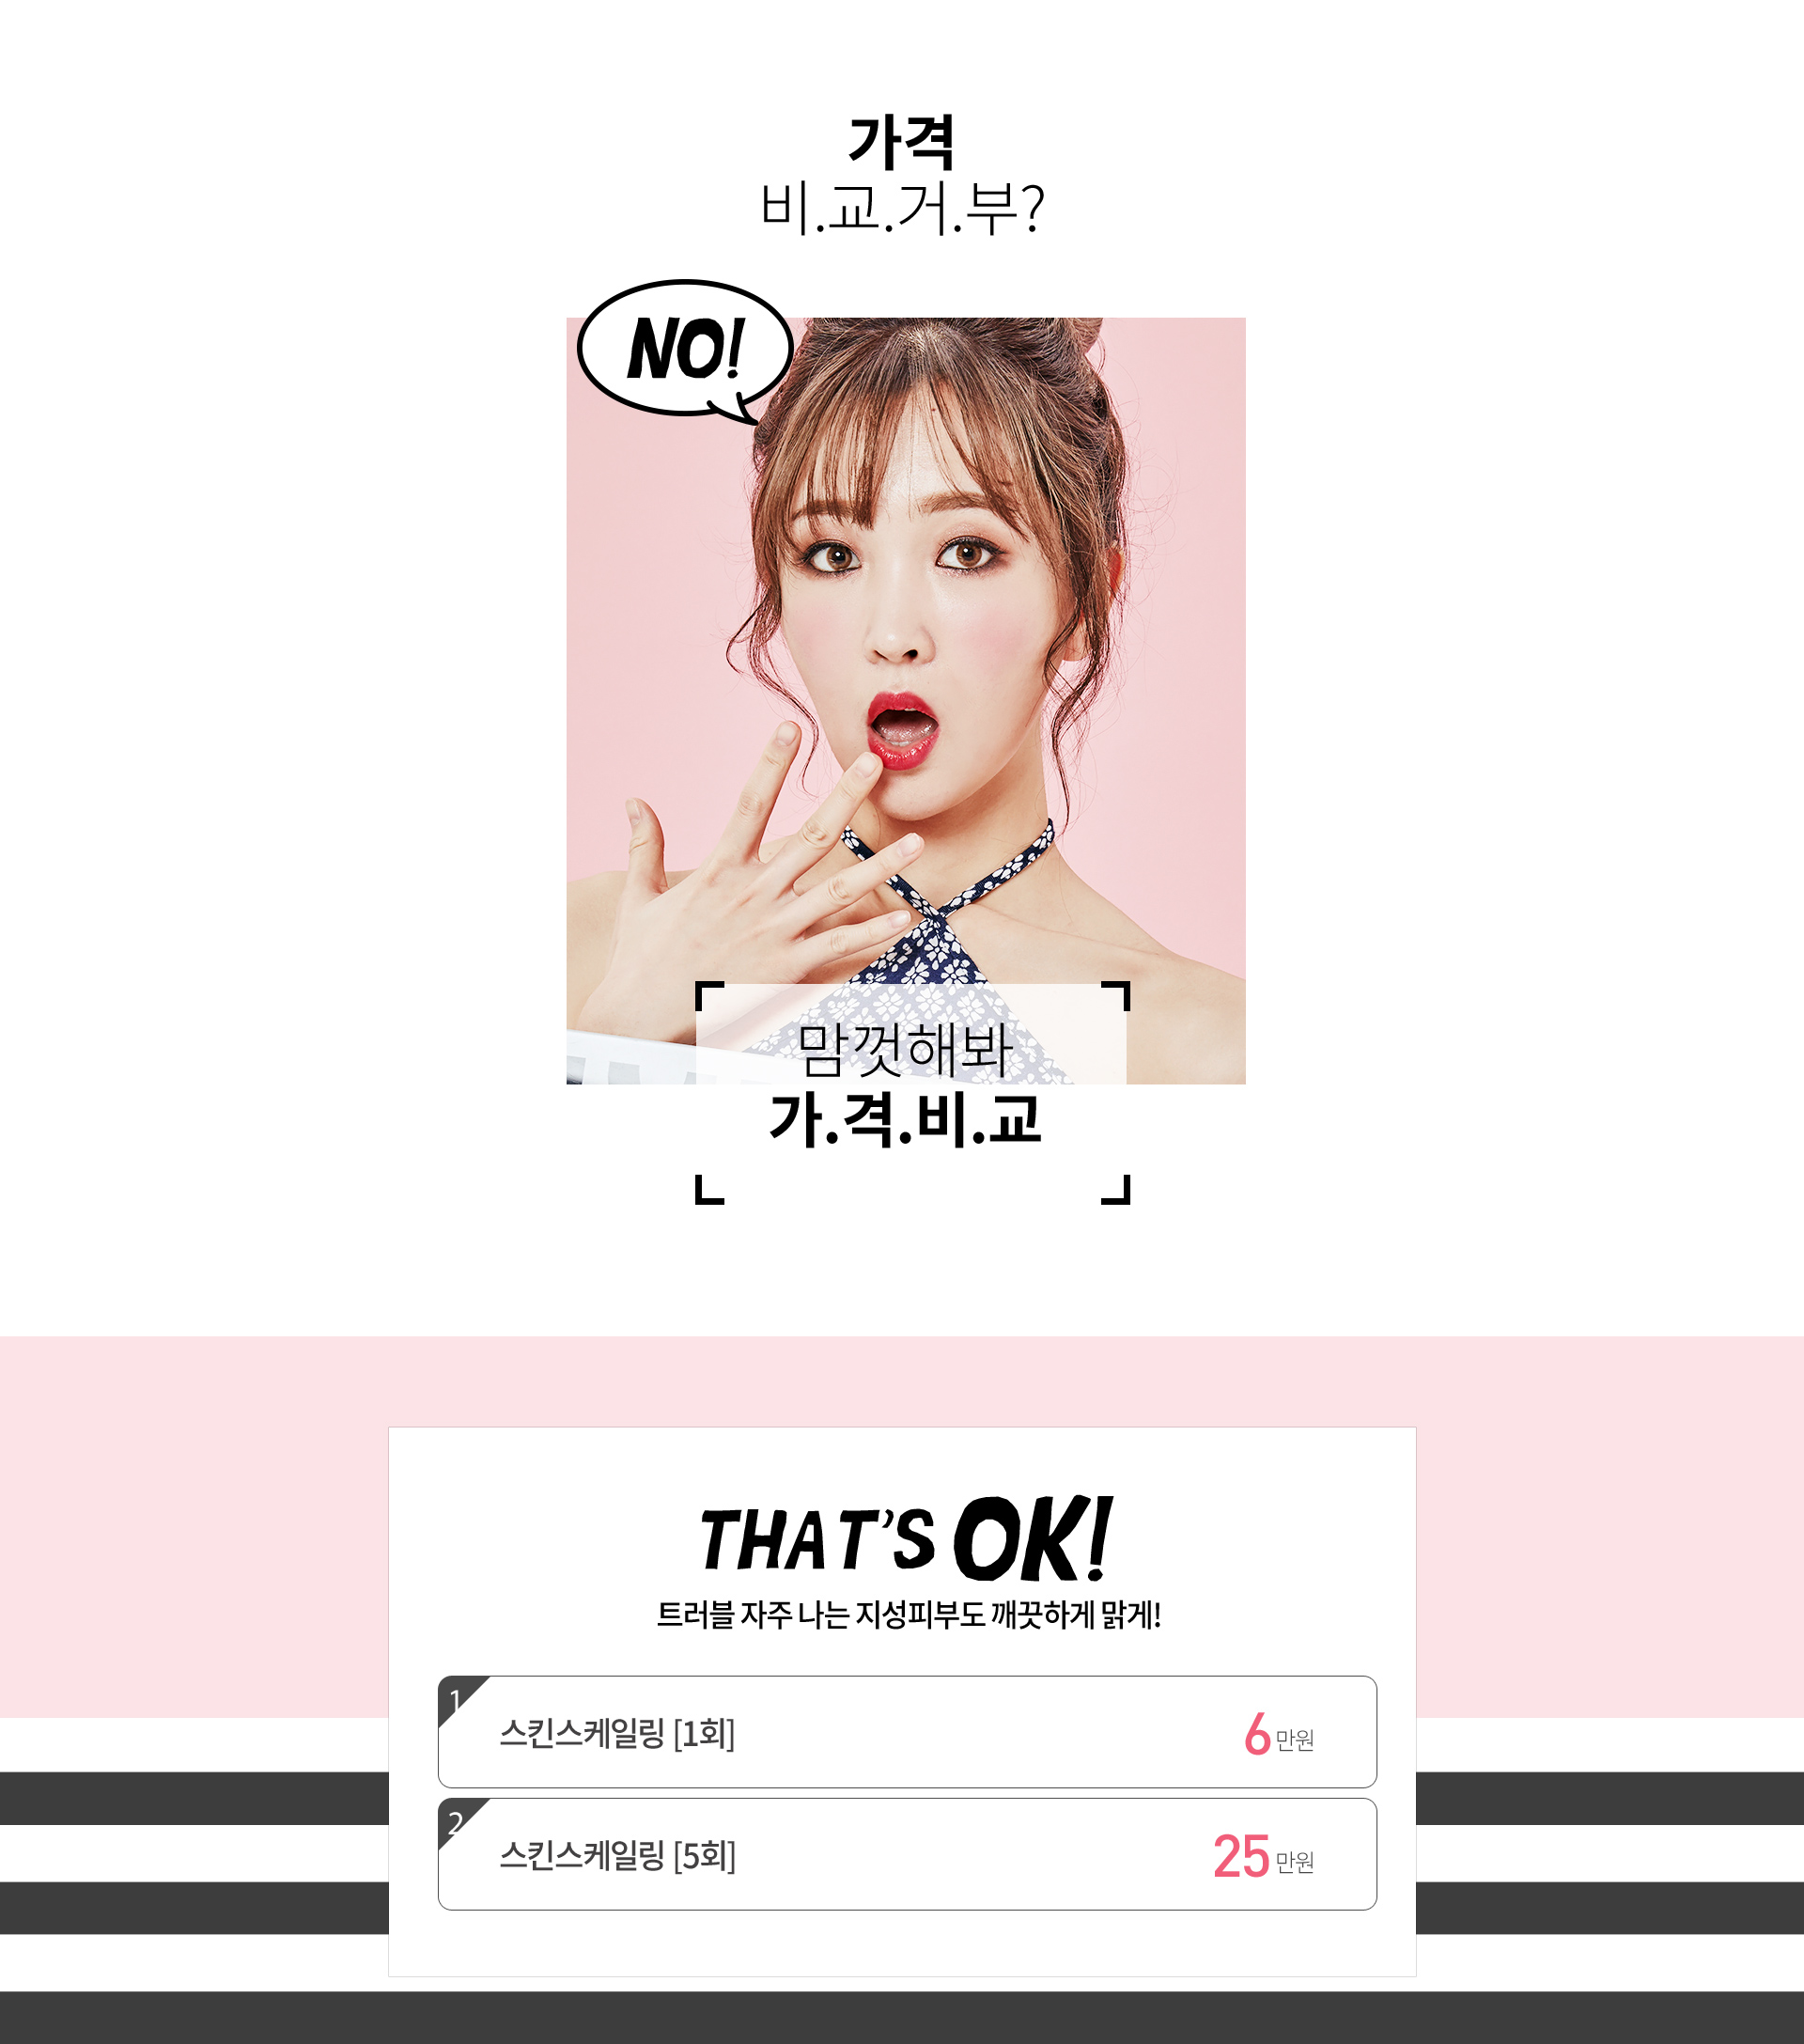 가격
비.교.거.부?
NO!
맘껏해봐
가.격.비.교
THAT'S OK!
트러블 자주 나는 지성피부도 깨끗하게 맑게!
1
스킨스케일링 [1회]
6만원
2
스킨스케일링 [5회]
25만원